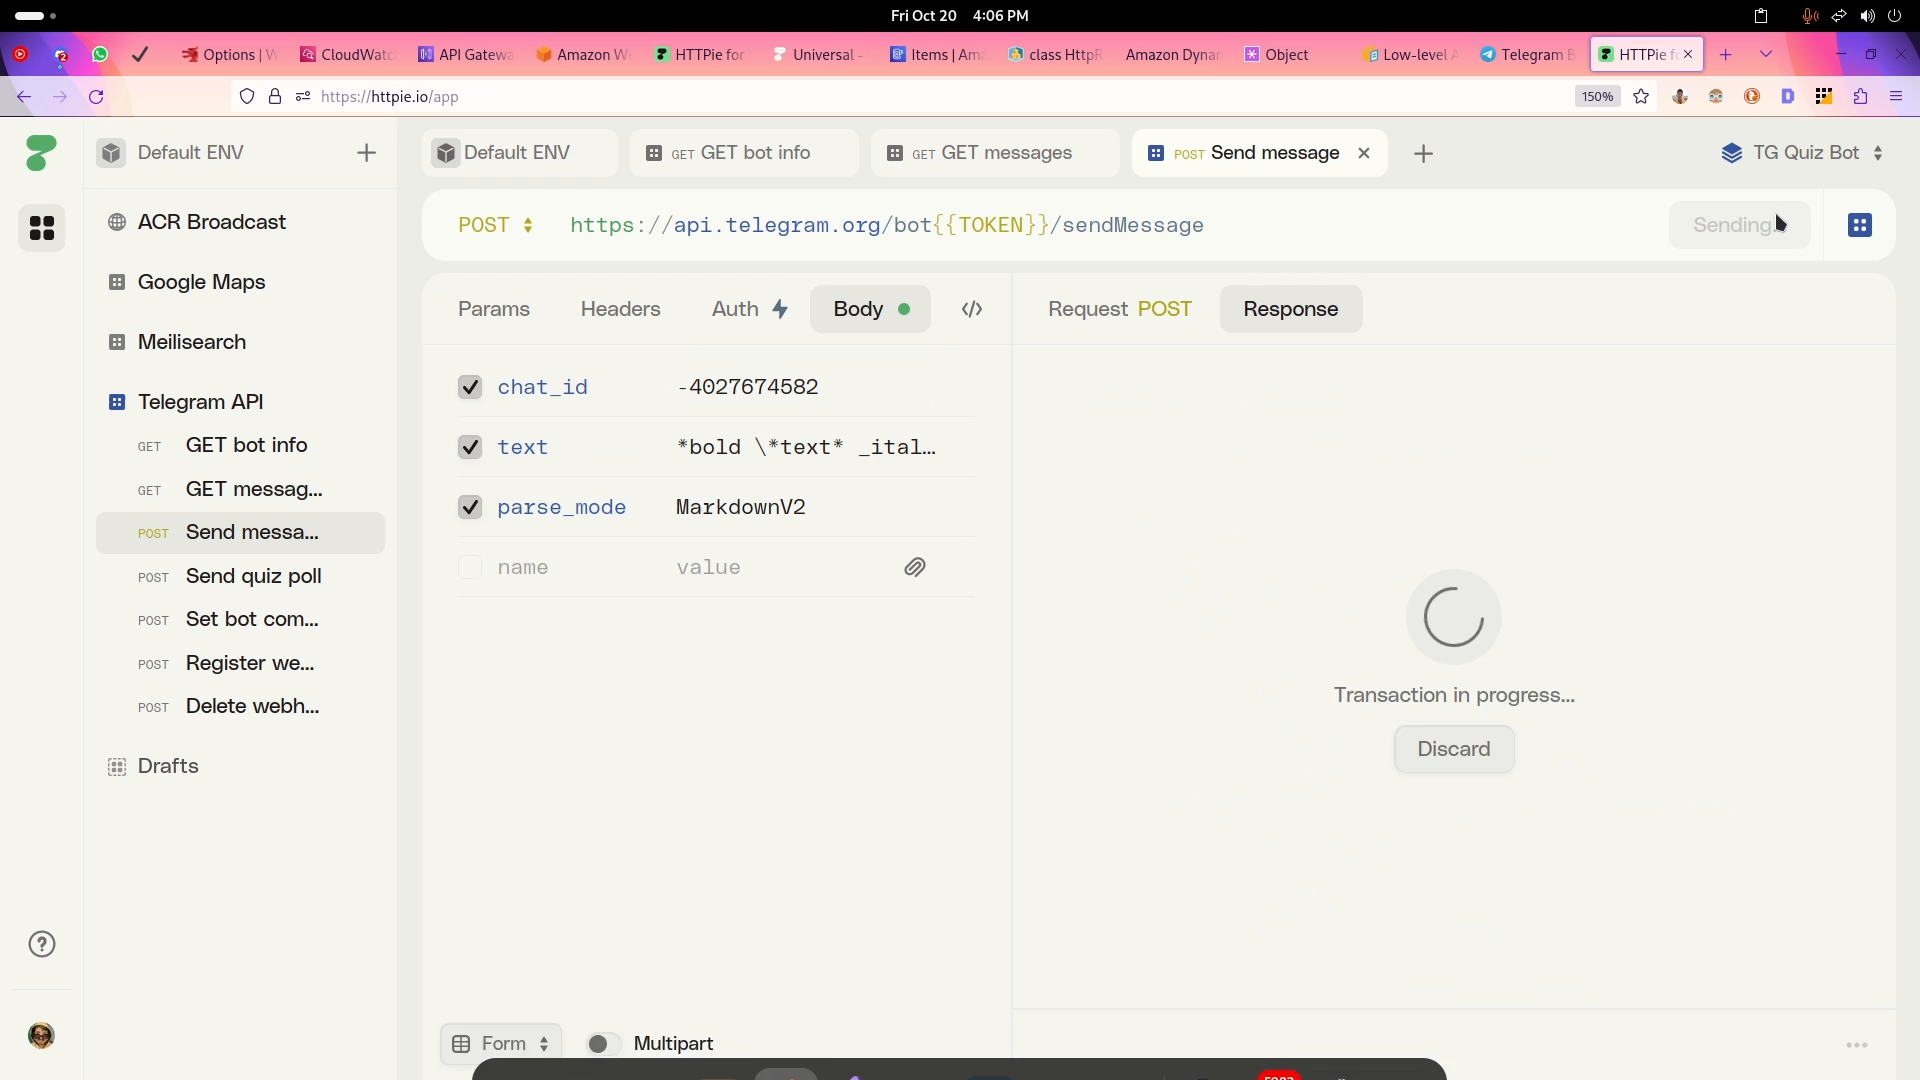 Fri Oct 20 4:06 PM
Options | W
CloudWatc
API Gatewa
Amazon We
HTTPie for
Universal -
Items | Ama
class HttpR
Amazon Dynam
Object
Low-level A
Telegram B
HTTPie f
https://httpie.io/app
150%
Default ENV
Default ENV
GET GET bot info
GET GET messages
POST Send message
TG Quiz Bot
ACR Broadcast
Google Maps
Meilisearch
Telegram API
GET GET bot info
GET GET messag...
POST Send messa...
POST Send quiz poll
POST Set bot com...
POST Register we...
POST Delete webh...
Drafts
POST https://api.telegram.org/bot{{TOKEN}}/sendMessage
Sending
Params Headers Auth Body </>
chat_id -4027674582
text *bold \*text* _ital…
parse_mode MarkdownV2
name value
Form Multipart
Request POST Response
Transaction in progress...
Discard